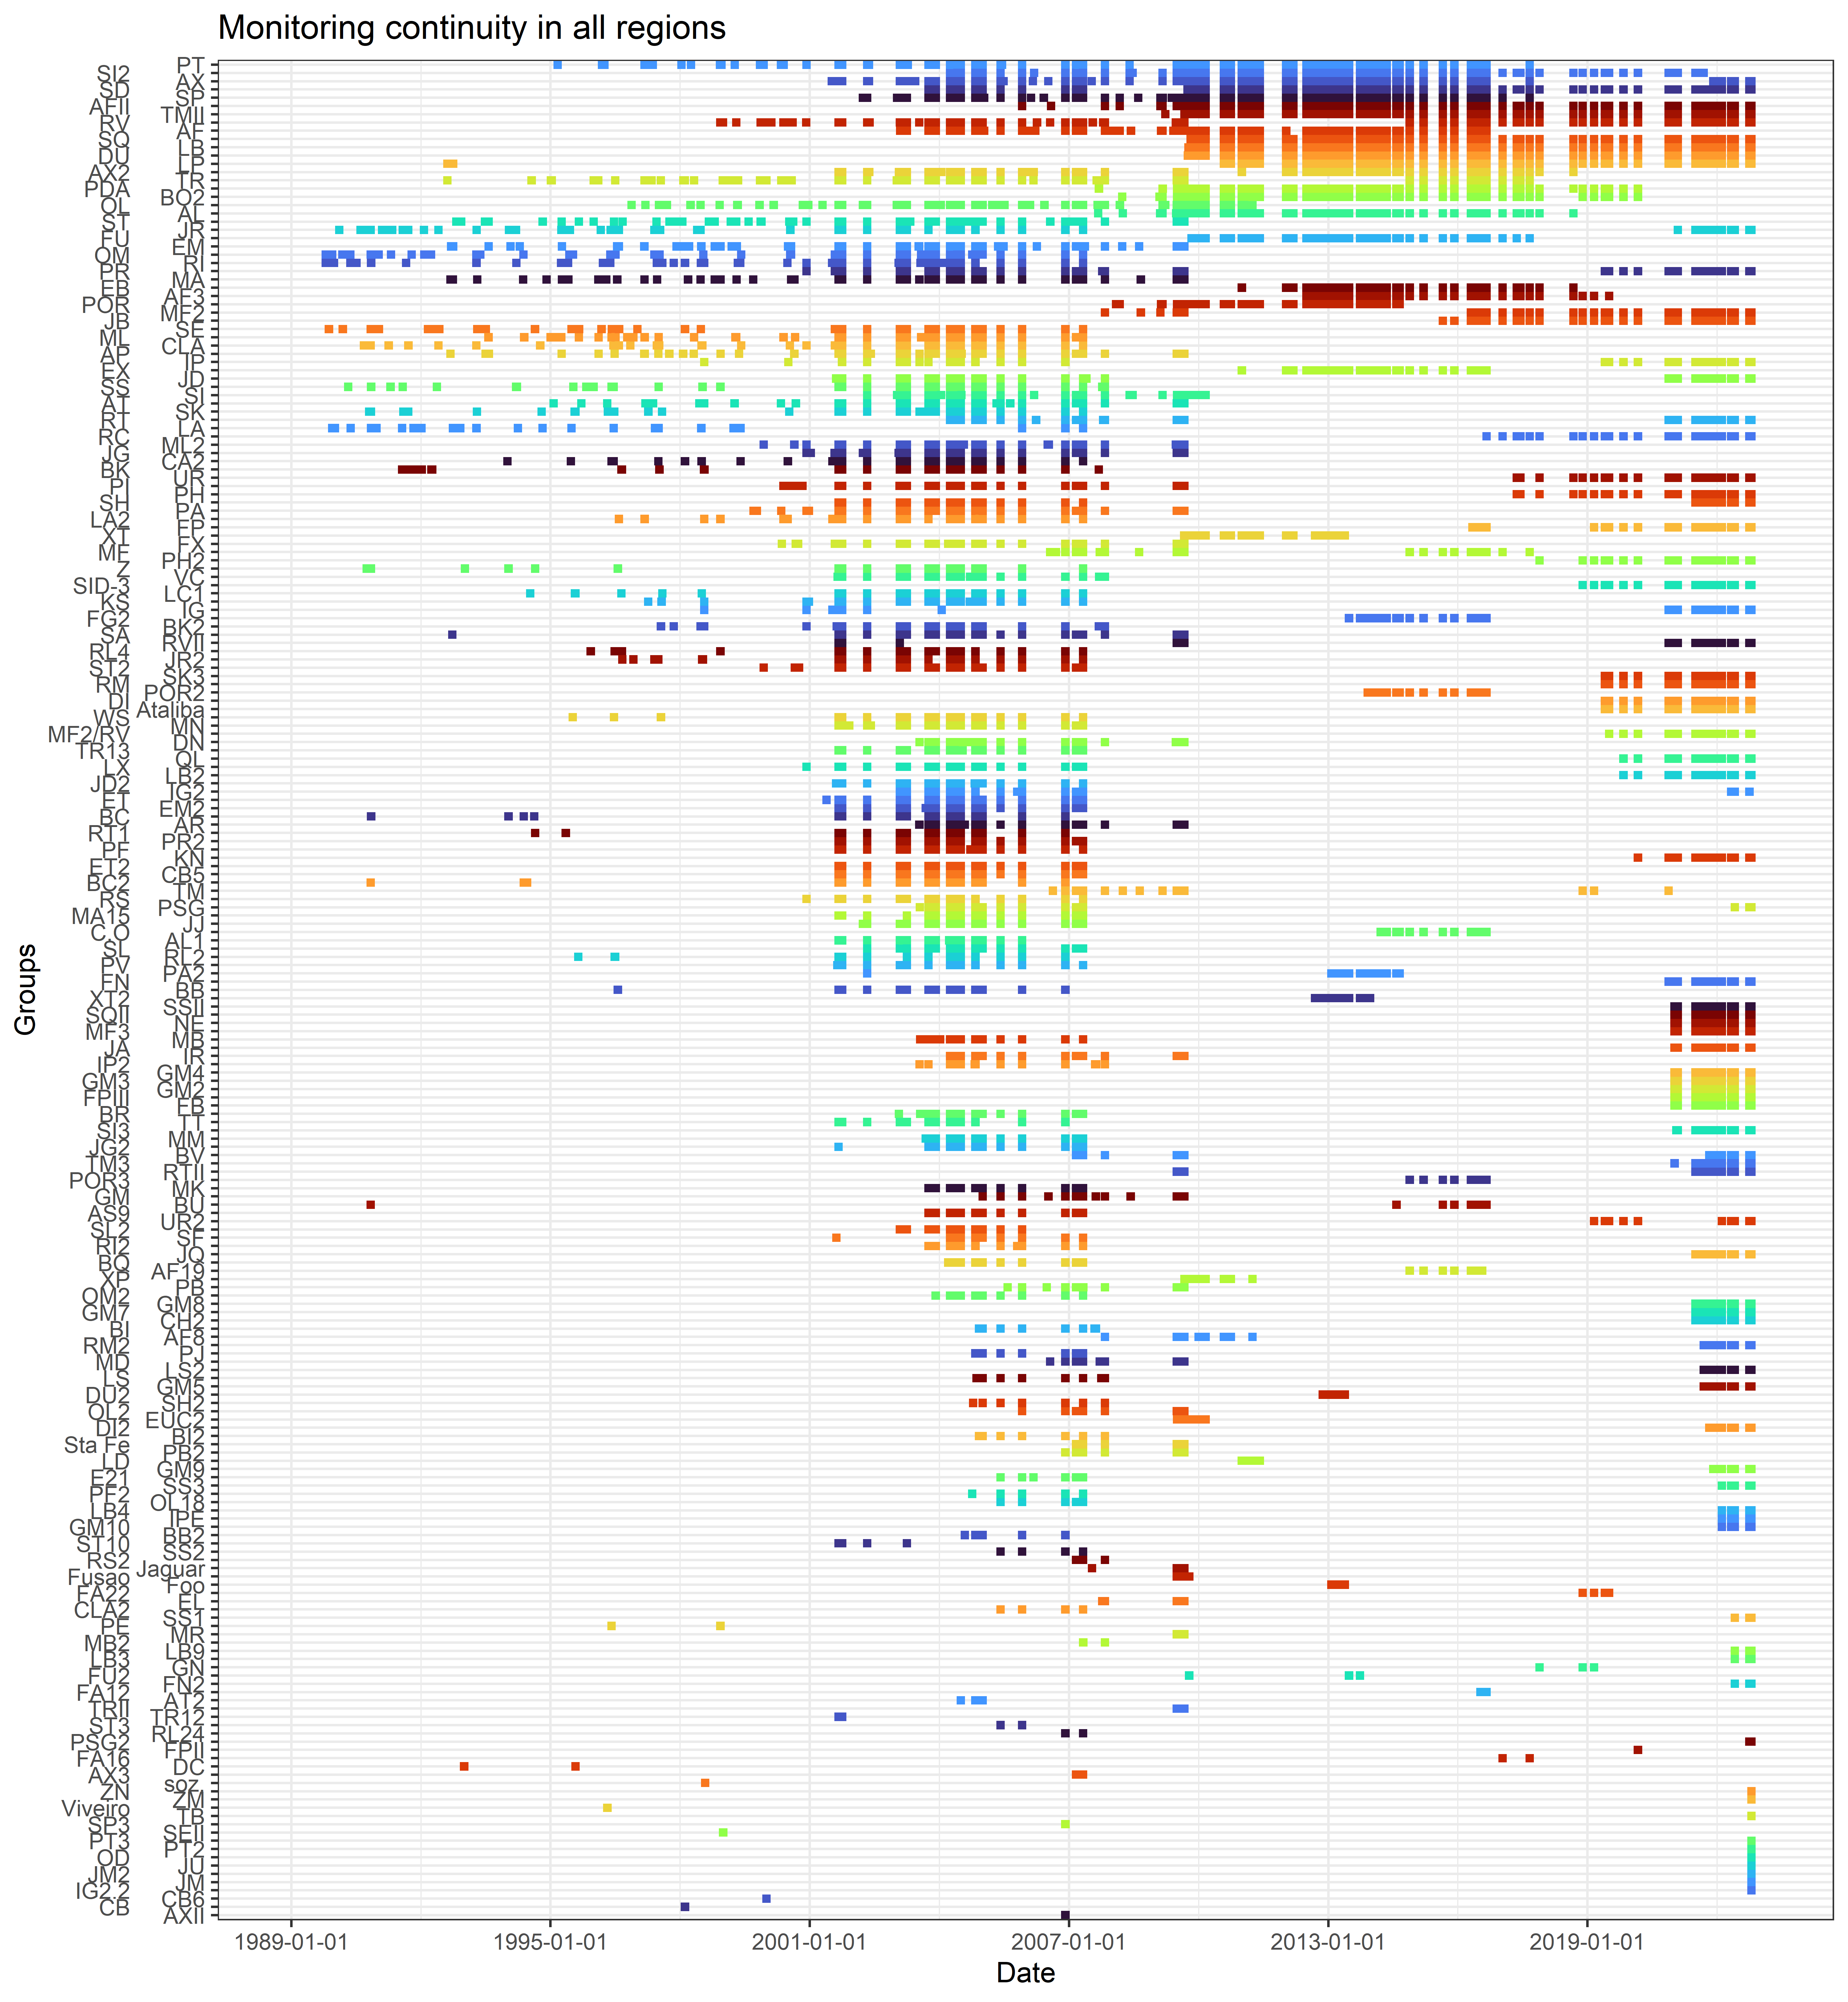 Monitoring continuity in all regions
PT
SI2
AX
SD
SP
AFII
TMII
RV
AF
SQ
LB
DU
LP
AX2
TR
PDA
BO2
OL
AL
ST
JR
FU
EM
OM
RI
PR
MA
EB
AF3
POR
MF2
JB
SE
ML
CLA
AP
IP
EX
JD
SS
SI
AT
SK
RT
LA
RC
ML2
JG
CA2
BK
UR
PI
PH
SH
PA
LA2
FP
XT
FX
MF
PH2
Z
VC
SID-3
LC1
KS
IG
FG2
BK2
SA
RVII
RL4
JR2
ST2
SK3
RM
POR2
DI
Ataliba
WS
MN
MF2/RV
DN
TR13
QL
LX
LB2
JD2
IG2
ET
EM2
BC
AR
RT1
PR2
PF
KN
ET2
CB5
BC2
TM
RS
PSG
MA15
JJ
C.O
AL1
SL
RL2
PV
PA2
FN
BB
XT2
SSII
SQII
NF
MF3
MB
JA
IR
IP2
GM4
GM3
GM2
FPIII
FB
BR
TT
SI3
MM
JG2
BV
TM3
RTII
POR3
MK
GM
BU
AS9
UR2
SL2
SF
RI2
JQ
BQ
AF19
XP
PB
OM2
GM8
GM7
CH2
BI
AF8
RM2
PJ
MD
LS2
LS
GM5
DU2
SH2
OL2
EUC2
DI2
BI2
Sta Fe
PB2
LD
GM9
E21
SS3
PF2
OL18
LB4
IPE
GM10
BB2
ST10
SS2
RS2
Jaguar
Fusao
Foo
FA22
EL
CLA2
SS1
PE
MR
MB2
LB9
LB3
GN
FU2
FN2
FA12
AT2
TRII
TR12
ST3
RL24
PSG2
FPII
FA16
DC
AX3
soz
ZN
ZM
Viveiro
TB
SP3
SEII
PT3
PT2
OD
JU
JM2
JM
IG2.2
CB6
CB
AXII
Groups
1989-01-01
1995-01-01
2001-01-01
2007-01-01
2013-01-01
2019-01-01
Date